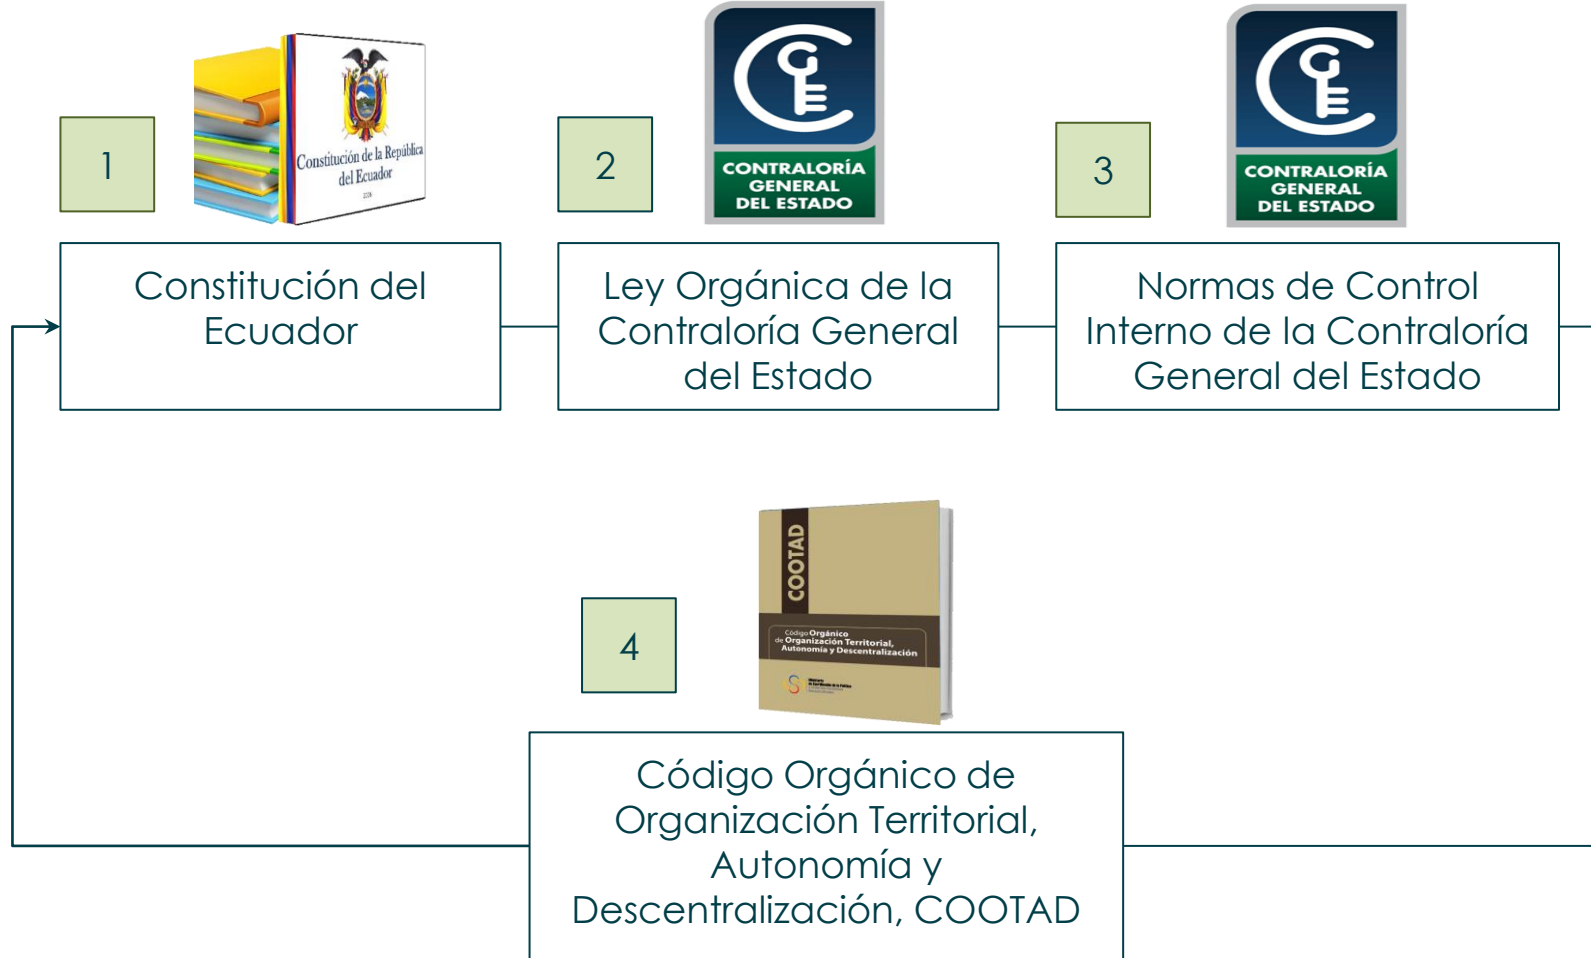 1
Constitución de la República
del Ecuador
Constitución del
Ecuador
2
CGE
CONTRALORÍA
GENERAL
DEL ESTADO
Ley Orgánica de la
Contraloría General
del Estado
3
CGE
CONTRALORÍA
GENERAL
DEL ESTADO
Normas de Control
Interno de la Contraloría
General del Estado
4
COOTAD
Código Orgánico
de Organización Territorial,
Autonomía y Descentralización
Código Orgánico de
Organización Territorial,
Autonomía y
Descentralización, COOTAD